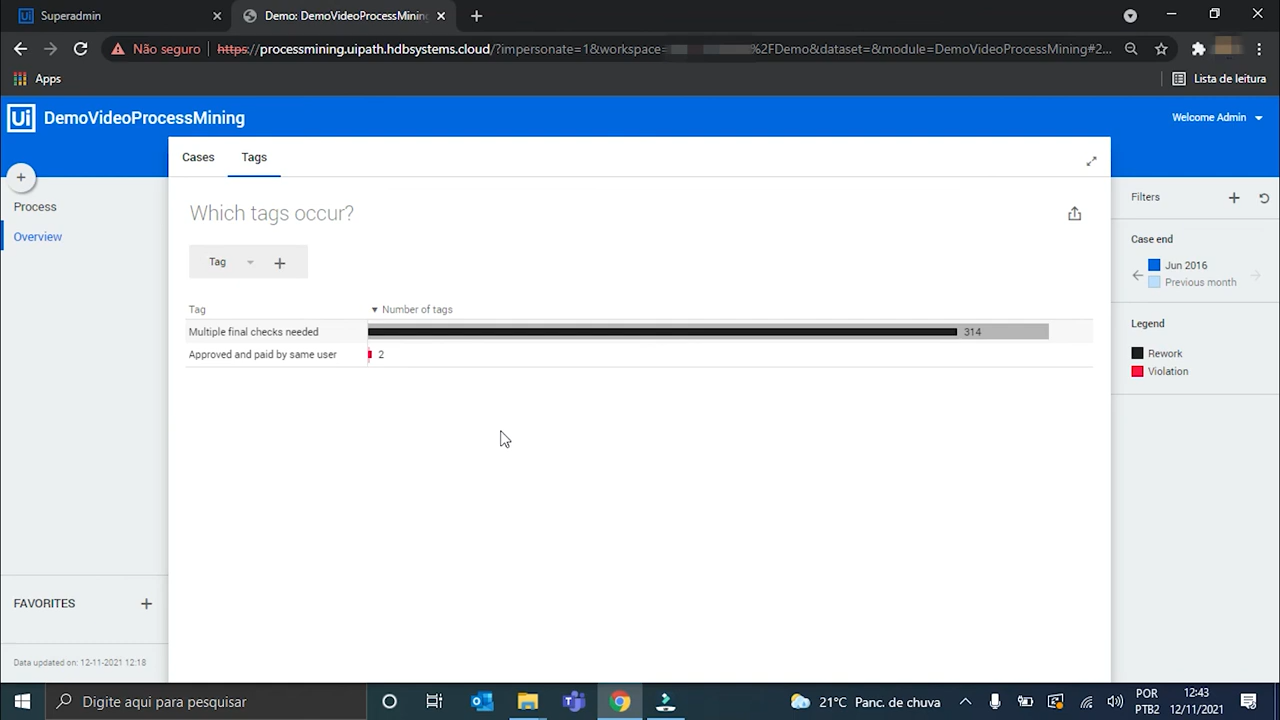 Ui Superadmin
Demo: DemoVideoProcessMining
Não seguro https://processmining.uipath.hdbsystems.cloud/?impersonate=1&workspace= %2FDemo&dataset=&module=DemoVideoProcessMining#2...
Apps
Lista de leitura
Ui DemoVideoProcessMining
Welcome Admin
Cases Tags
Process
Overview
Which tags occur?
Tag
Tag Number of tags
Multiple final checks needed 314
Approved and paid by same user 2
Filters
Case end
Jun 2016
Previous month
Legend
Rework
Violation
FAVORITES
Data updated on: 12-11-2021 12:18
Digite aqui para pesquisar
21°C Panc. de chuva
POR
PTB2
12:43
12/11/2021